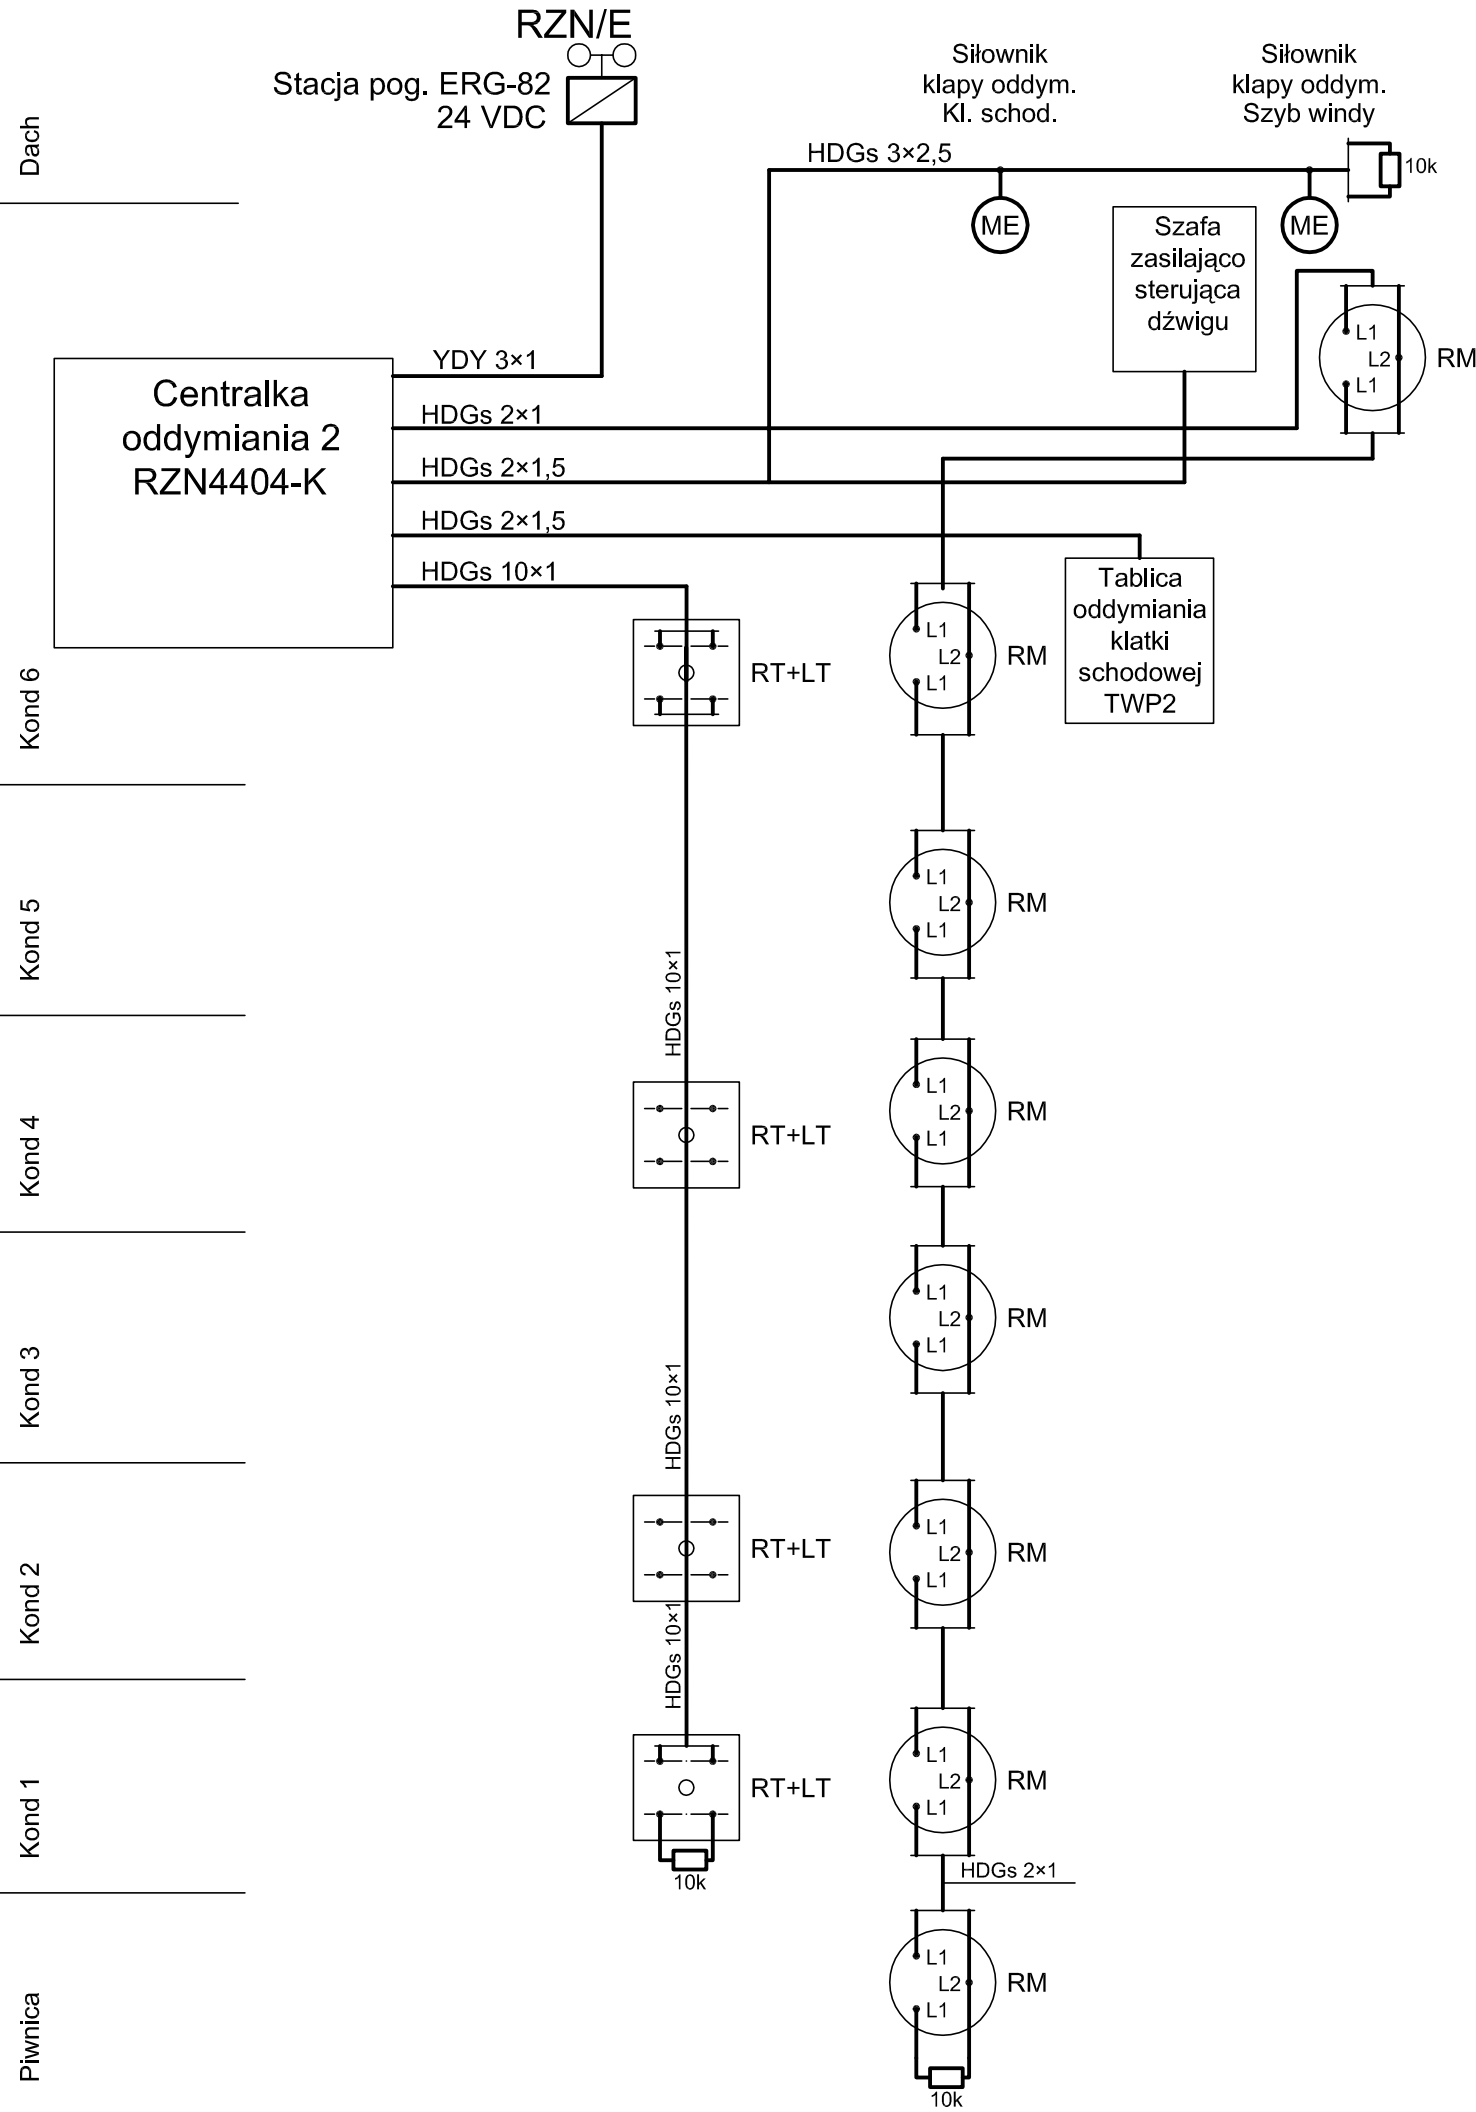 RZN/E
Stacja pog. ERG-82
24 VDC
Siłownik
klapy oddym.
Kl. schod.
Siłownik
klapy oddym.
Szyb windy
Dach
HDGs 3×2,5
10k
ME
ME
Szafa
zasilająco
sterująca
dźwigu
L1
L2
L1
RM
Centralka
oddymiania 2
RZN4404-K
YDY 3×1
HDGs 2×1
HDGs 2×1,5
HDGs 2×1,5
HDGs 10×1
Tablica
oddymiania
klatki
schodowej
TWP2
Kond 6
RT+LT
L1
L2
L1
RM
Kond 5
L1
L2
L1
RM
HDGs 10×1
Kond 4
RT+LT
L1
L2
L1
RM
Kond 3
L1
L2
L1
RM
HDGs 10×1
Kond 2
RT+LT
L1
L2
L1
RM
HDGs 10×1
Kond 1
RT+LT
10k
L1
L2
L1
RM
HDGs 2×1
Piwnica
L1
L2
L1
RM
10k